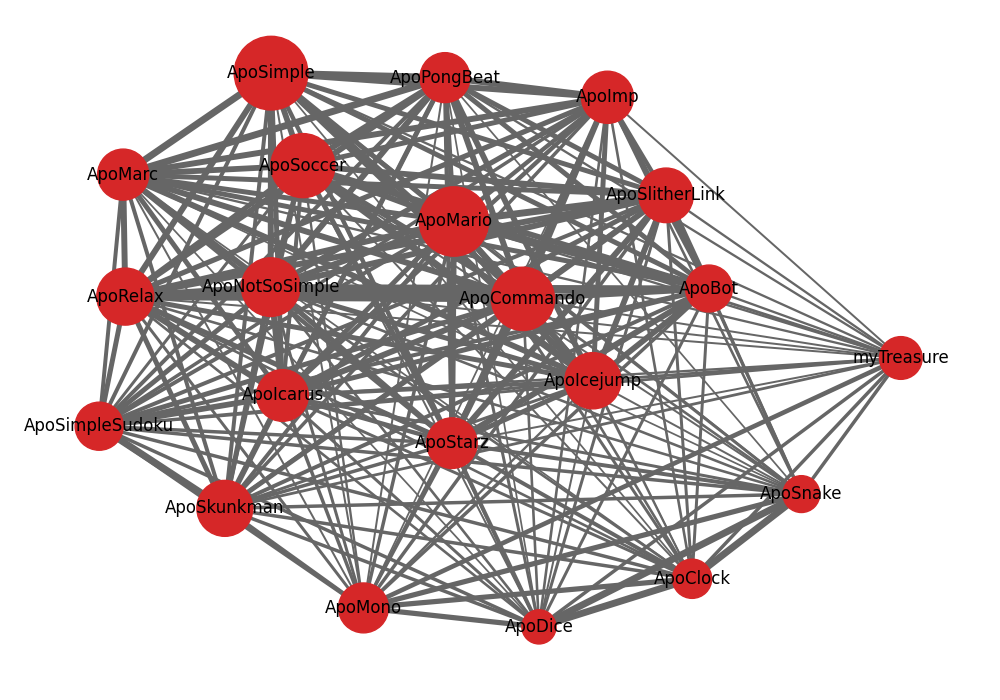 ApoSimple
ApoPongBeat
ApoImp
ApoSoccer
ApoMarc
ApoSlitherLink
ApoMario
ApoNotSoSimple
ApoBot
ApoRelax
ApoCommando
myTreasure
ApoIcejump
ApoIcarus
ApoSimpleSudoku
ApoStarz
ApoSnake
ApoSkunkman
ApoClock
ApoMono
ApoDice